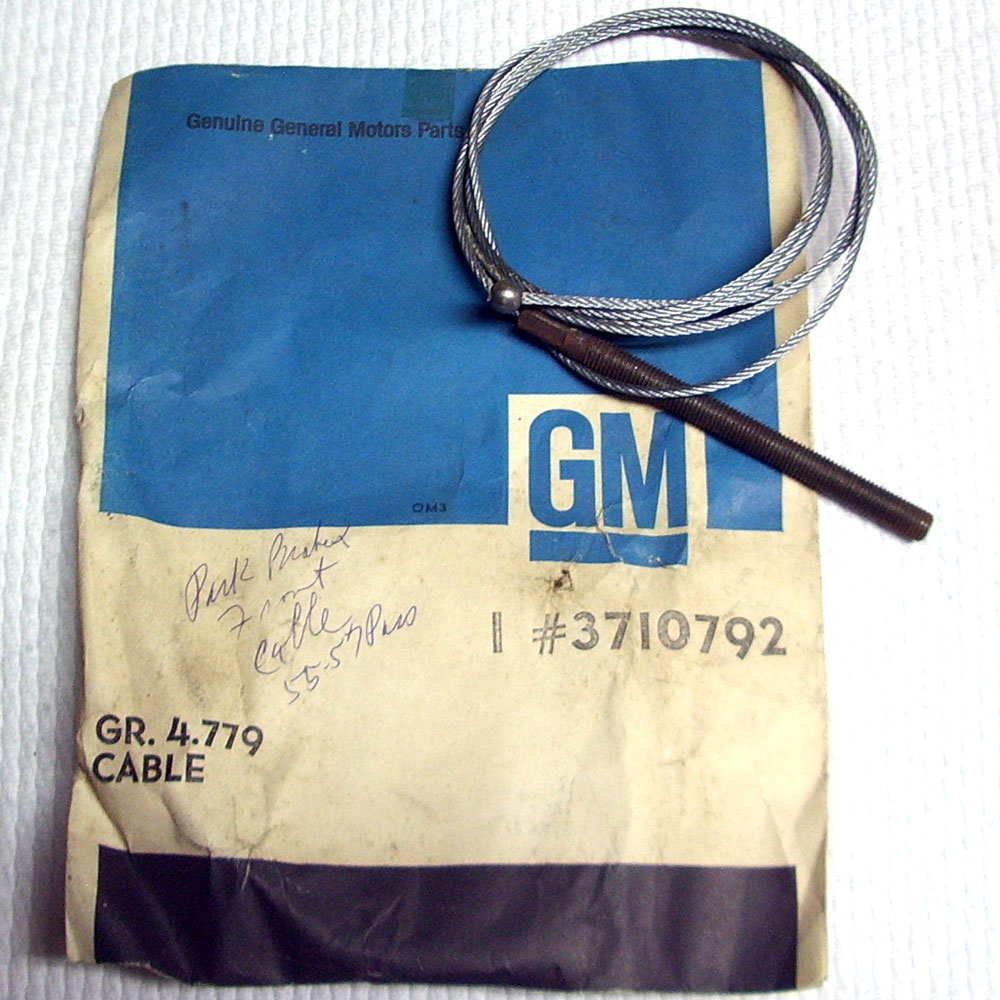 Genuine General Motors Parts
GM
OM3
Park Brake
Front
Cable
55-57 Pass
1 #3710792
GR. 4.779
CABLE